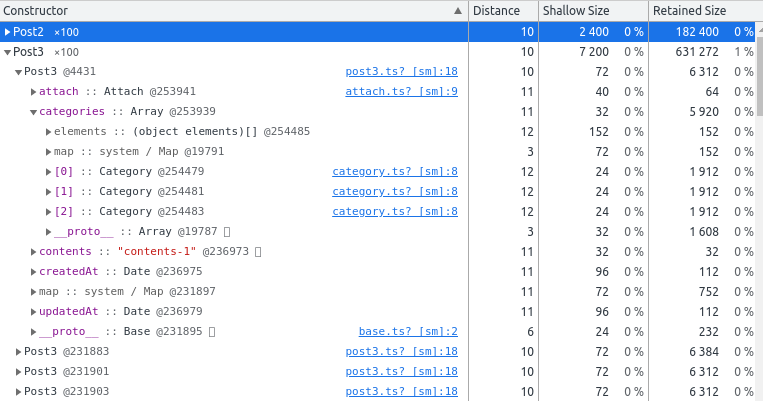 Constructor Distance Shallow Size Retained Size
Post2 ×100 10 2 400 0 % 182 400 0 %
Post3 ×100 10 7 200 0 % 631 272 1 %
Post3 @4431 post3.ts? [sm]:18 10 72 0 % 6 312 0 %
attach :: Attach @253941 attach.ts? [sm]:9 11 40 0 % 64 0 %
categories :: Array @253939 11 32 0 % 5 920 0 %
elements :: (object elements)[] @254485 12 152 0 % 152 0 %
map :: system / Map @19791 3 72 0 % 152 0 %
[0] :: Category @254479 category.ts? [sm]:8 12 24 0 % 1 912 0 %
[1] :: Category @254481 category.ts? [sm]:8 12 24 0 % 1 912 0 %
[2] :: Category @254483 category.ts? [sm]:8 12 24 0 % 1 912 0 %
__proto__ :: Array @19787 3 32 0 % 1 608 0 %
contents :: "contents-1" @236973 11 32 0 % 32 0 %
createdAt :: Date @236975 11 96 0 % 112 0 %
map :: system / Map @231897 11 72 0 % 752 0 %
updatedAt :: Date @236979 11 96 0 % 112 0 %
__proto__ :: Base @231895 base.ts? [sm]:2 6 24 0 % 232 0 %
Post3 @231883 post3.ts? [sm]:18 10 72 0 % 6 384 0 %
Post3 @231901 post3.ts? [sm]:18 10 72 0 % 6 312 0 %
Post3 @231903 post3.ts? [sm]:18 10 72 0 % 6 312 0 %